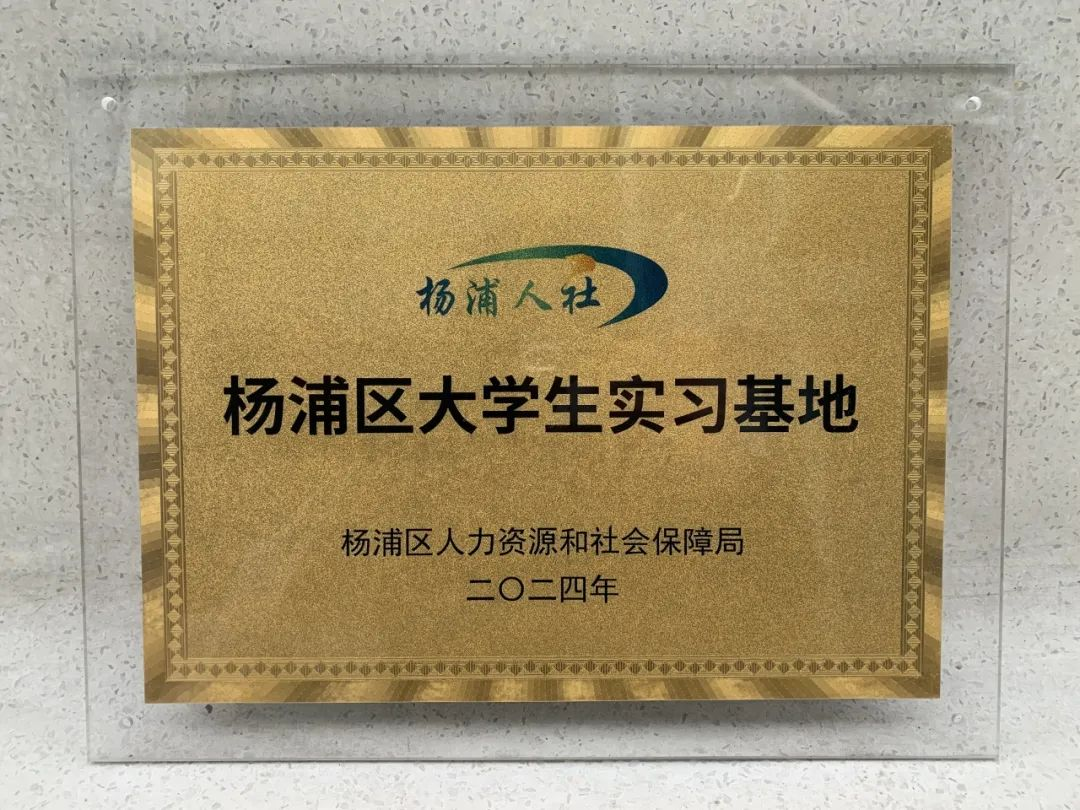 杨浦人社
杨浦区大学生实习基地
杨浦区人力资源和社会保障局
二〇二四年